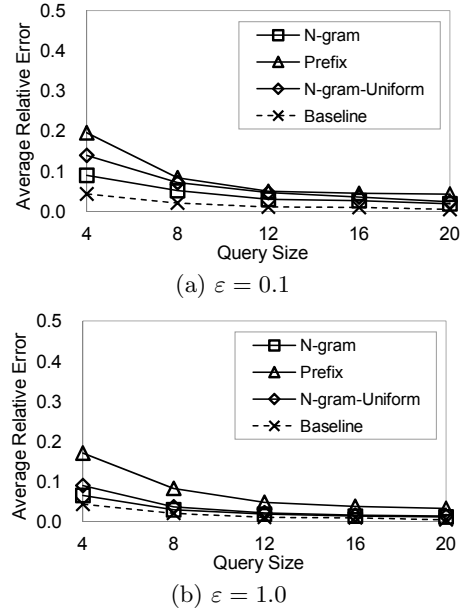 0.5
0.4
0.3
0.2
0.1
0.0
Average Relative Error
N-gram
Prefix
N-gram-Uniform
Baseline
4 8 12 16 20
Query Size
(a) ε = 0.1
0.5
0.4
0.3
0.2
0.1
0.0
Average Relative Error
N-gram
Prefix
N-gram-Uniform
Baseline
4 8 12 16 20
Query Size
(b) ε = 1.0